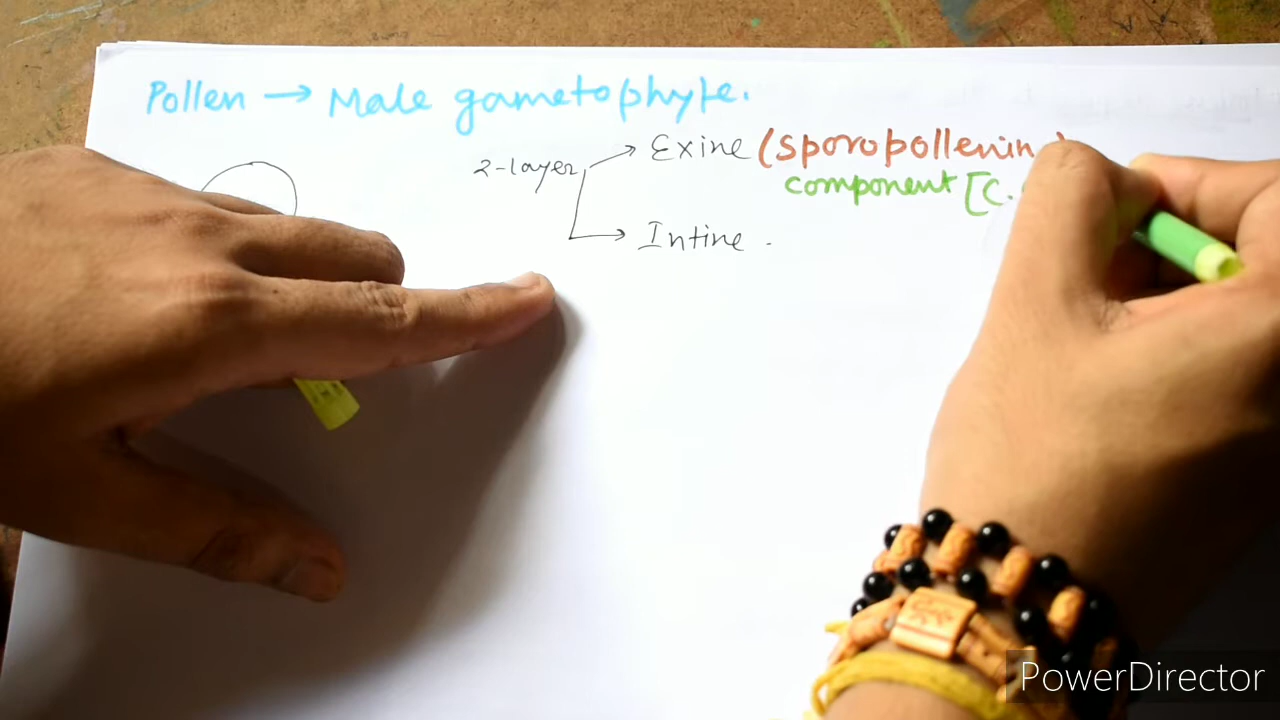 Pollen → Male gametophyte.
2-layer → Exine (sporopollenin)
component [C.
→ Intine .
PowerDirector